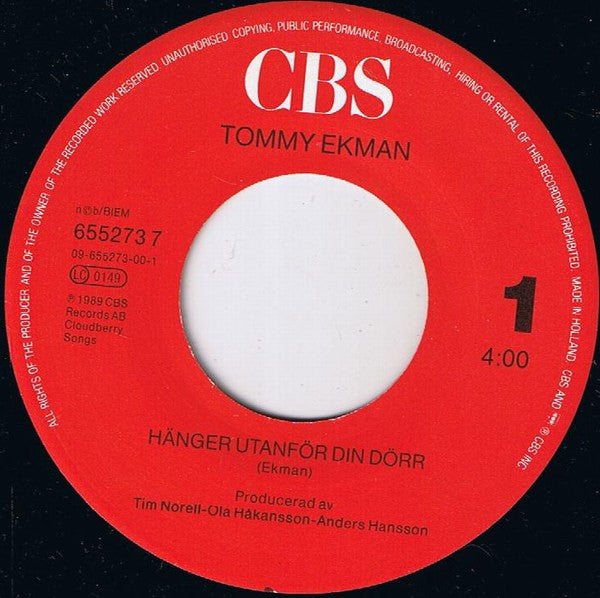 ALL RIGHTS OF THE PRODUCER AND OF THE OWNER OF THE RECORDED WORK RESERVED. UNAUTHORISED COPYING, PUBLIC PERFORMANCE, BROADCASTING, HIRING OR RENTAL OF THIS RECORDING PROHIBITED. MADE IN HOLLAND. CBS AND ℗ CBS INC
CBS
TOMMY EKMAN
n©b/BIEM
655273 7
09-655273-00-1
LC 0149
℗ 1989 CBS
Records AB
Cloudberry
Songs
1
4:00
HÄNGER UTANFÖR DIN DÖRR
(Ekman)
Producerad av
Tim Norell-Ola Håkansson-Anders Hansson